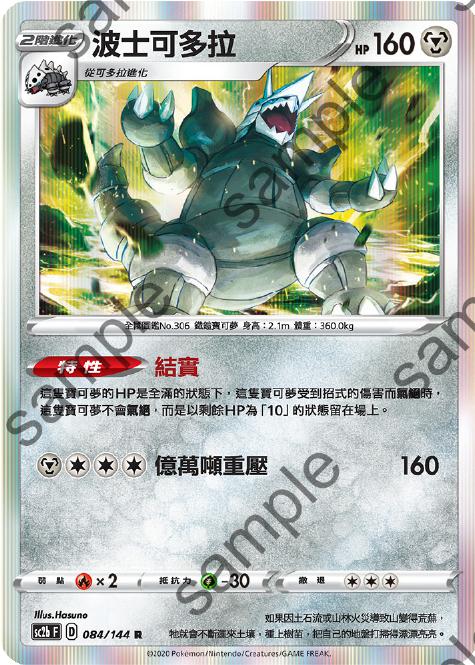 2階進化
波士可多拉
HP 160
從可多拉進化
全國圖鑑No.306 鐵鎧寶可夢 身高：2.1m 體重：360.0kg
特性 結實
這隻寶可夢的HP是全滿的狀態下，這隻寶可夢受到招式的傷害而氣絕時，
這隻寶可夢不會氣絕，而是以剩餘HP為「10」的狀態留在場上。
億萬噸重壓 160
弱點 ×2 抵抗力 -30 撤退
Illus.Hasuno
sc2b F D 084/144 R
如果因土石流或山林火災導致山變得荒蕪，
牠就會不斷運來土壤，種上樹苗，把自己的地盤打掃得漂漂亮亮。
©2020 Pokémon/Nintendo/Creatures/GAME FREAK.
sample
sample
sample
sample
sample
sample
sample